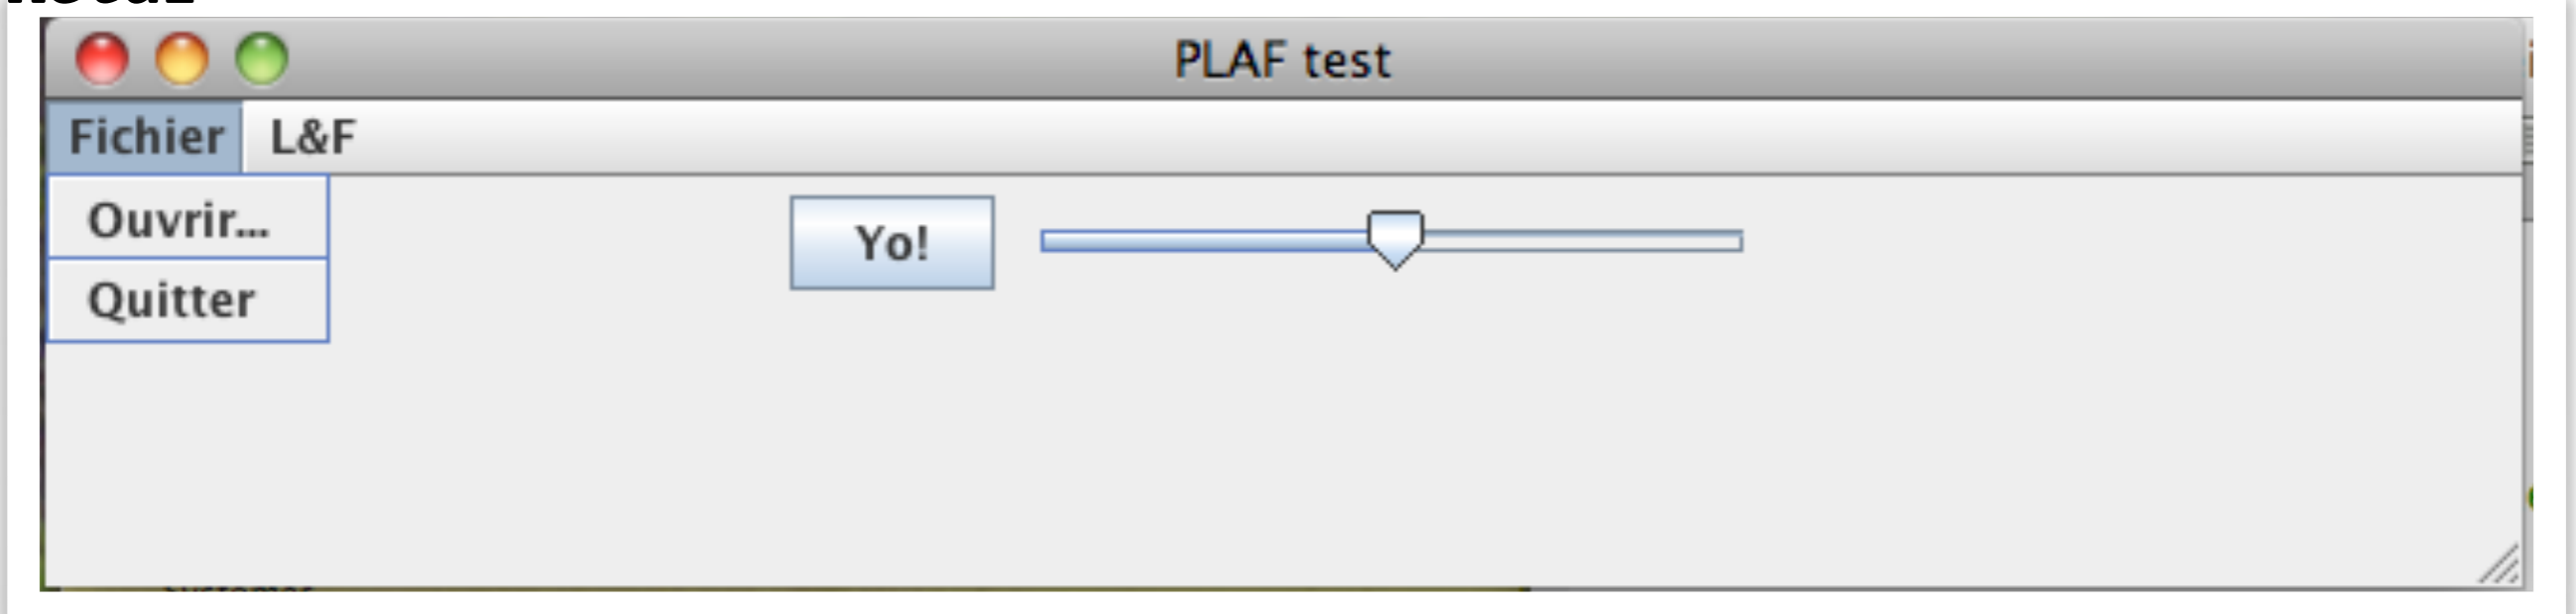 PLAF test
Fichier L&F
Ouvrir...
Yo!
Quitter